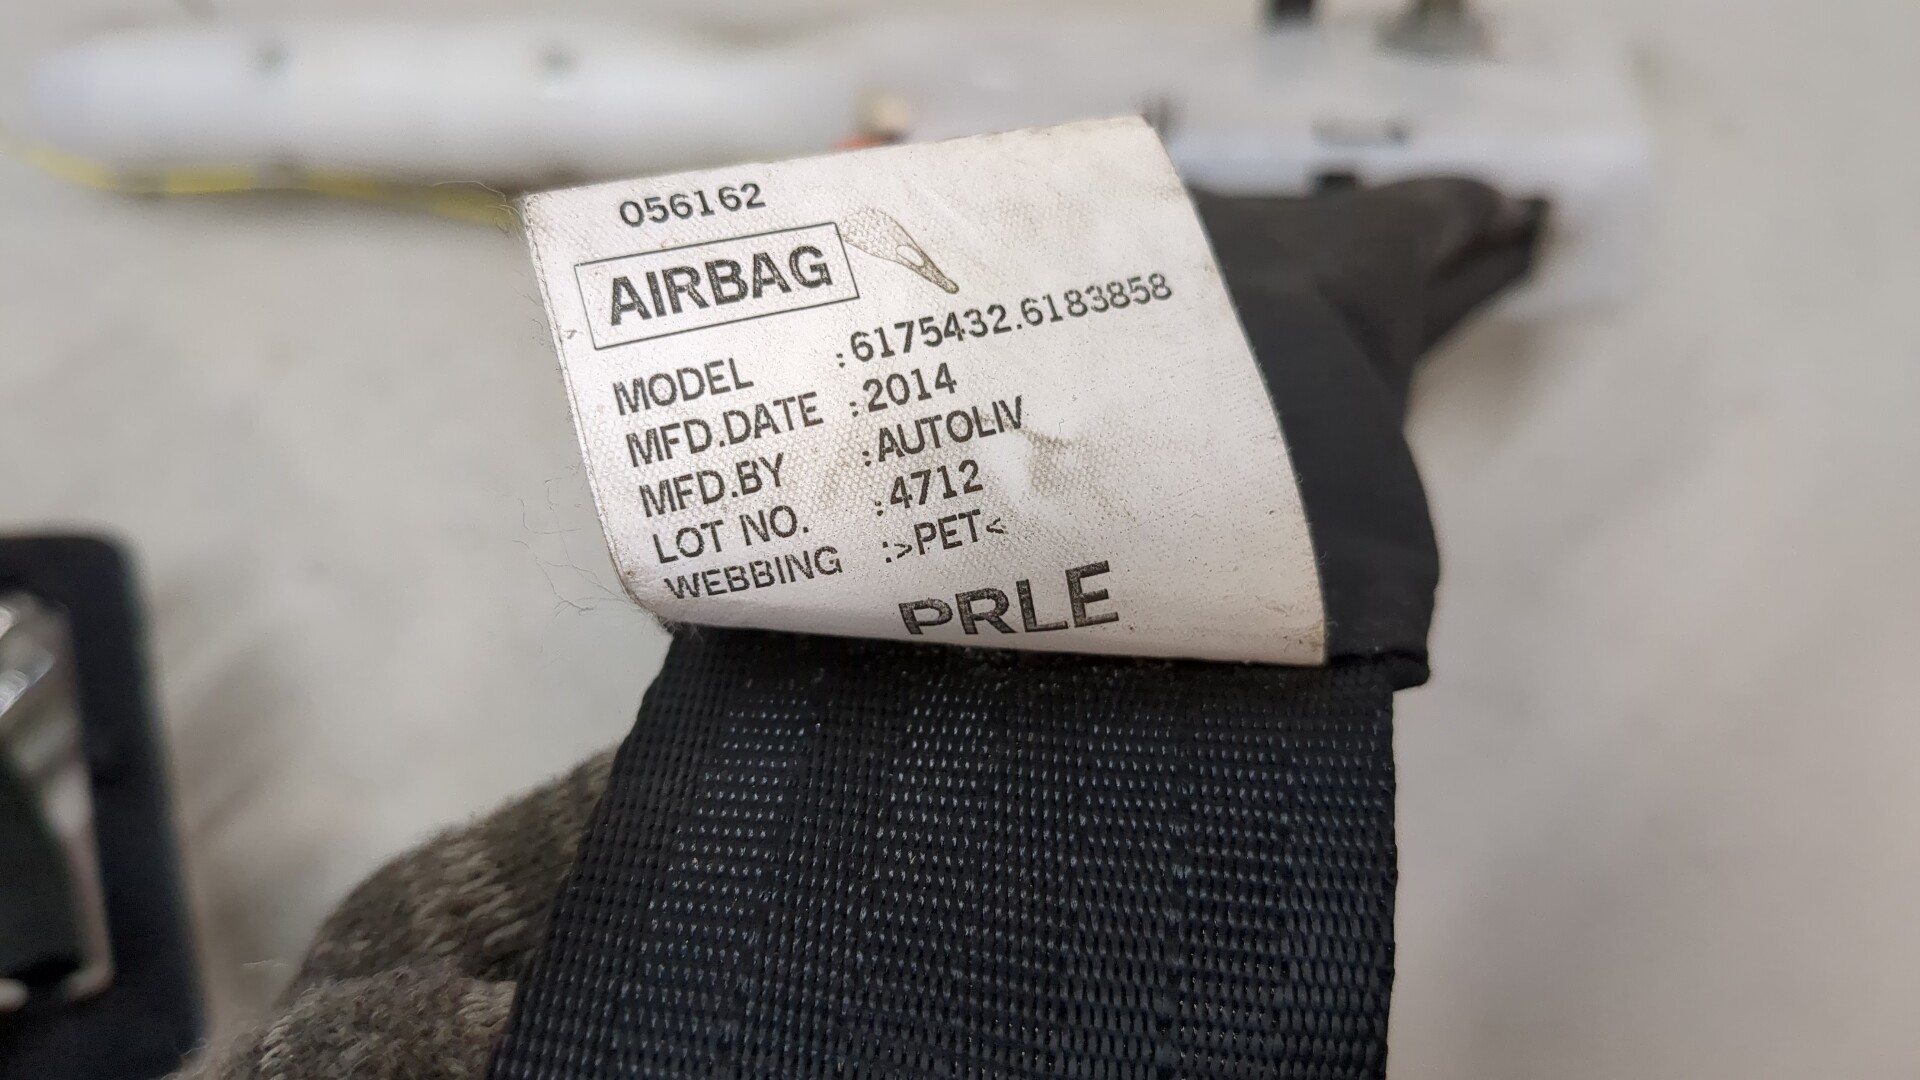 056162
AIRBAG
MODEL :6175432.6183858
MFD.DATE :2014
MFD.BY :AUTOLIV
LOT NO. :4712
WEBBING :>PET<
PRLE